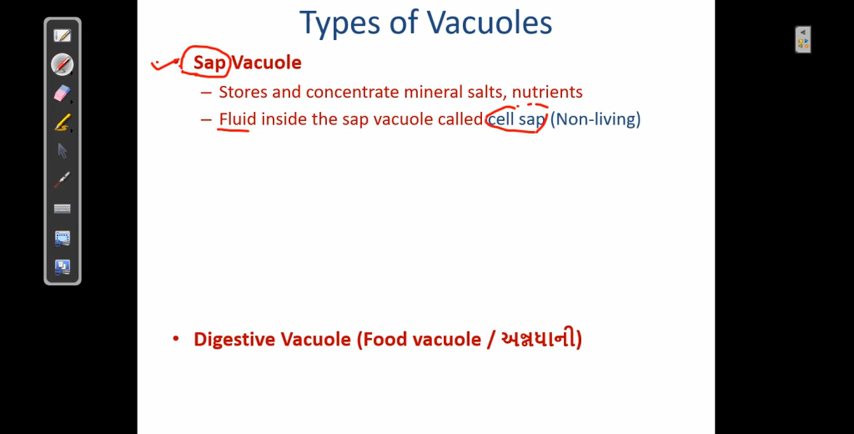 Types of Vacuoles
Sap Vacuole
– Stores and concentrate mineral salts, nutrients
– Fluid inside the sap vacuole called cell sap (Non-living)
• Digestive Vacuole (Food vacuole / અન્નધાની)